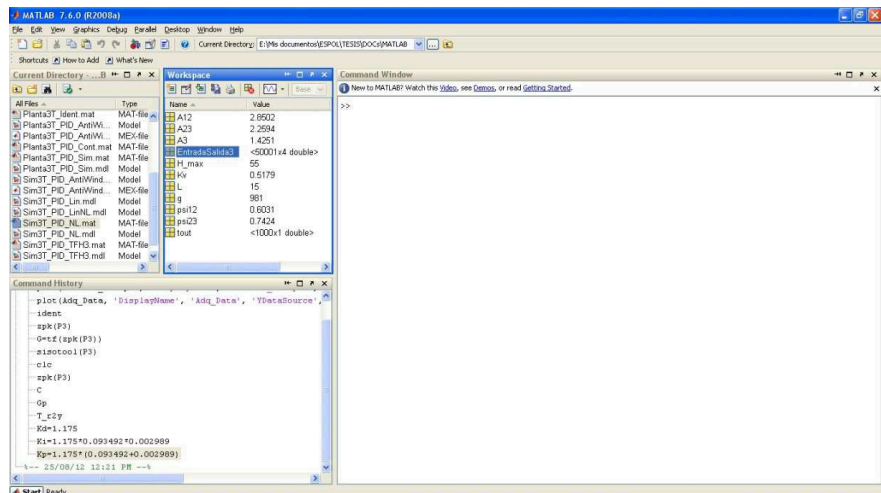 MATLAB 7.6.0 (R2008a)
File Edit View Graphics Debug Parallel Desktop Window Help
Current Directory: E:\Mis documentos\ESPOL\TESIS\DOCs\MATLAB
Shortcuts How to Add What's New
Current Directory - ...B
All Files Type
Planta3T_Ident.mat MAT-file
Planta3T_PID_AntiWi... Model
Planta3T_PID_AntiWi... MEX-file
Planta3T_PID_Cont.mat MAT-file
Planta3T_PID_Sim.mat MAT-file
Planta3T_PID_Sim.mdl Model
Sim3T_PID_AntiWind... Model
Sim3T_PID_AntiWind... MEX-file
Sim3T_PID_Lin.mdl Model
Sim3T_PID_LinNL.mdl Model
Sim3T_PID_NL.mat MAT-file
Sim3T_PID_NL.mdl Model
Sim3T_PID_TFH3.mat MAT-file
Sim3T_PID_TFH3.mdl Model
Workspace
Base
Name Value
A12 2.8502
A23 2.2594
A3 1.4251
EntradaSalida3 <50001x4 double>
H_max 55
Kv 0.5179
L 15
g 981
psi12 0.6031
psi23 0.7424
tout <1000x1 double>
Command Window
New to MATLAB? Watch this Video, see Demos, or read Getting Started.
>>
Command History
plot(Adq_Data, 'DisplayName', 'Adq_Data', 'YDataSource',
ident
zpk(P3)
G=tf(zpk(P3))
sisotool(P3)
clc
zpk(P3)
C
Gp
T_r2y
Kd=1.175
Ki=1.175*0.093492*0.002989
Kp=1.175*(0.093492+0.002989)
%-- 25/08/12 12:21 PM --%
Start Ready